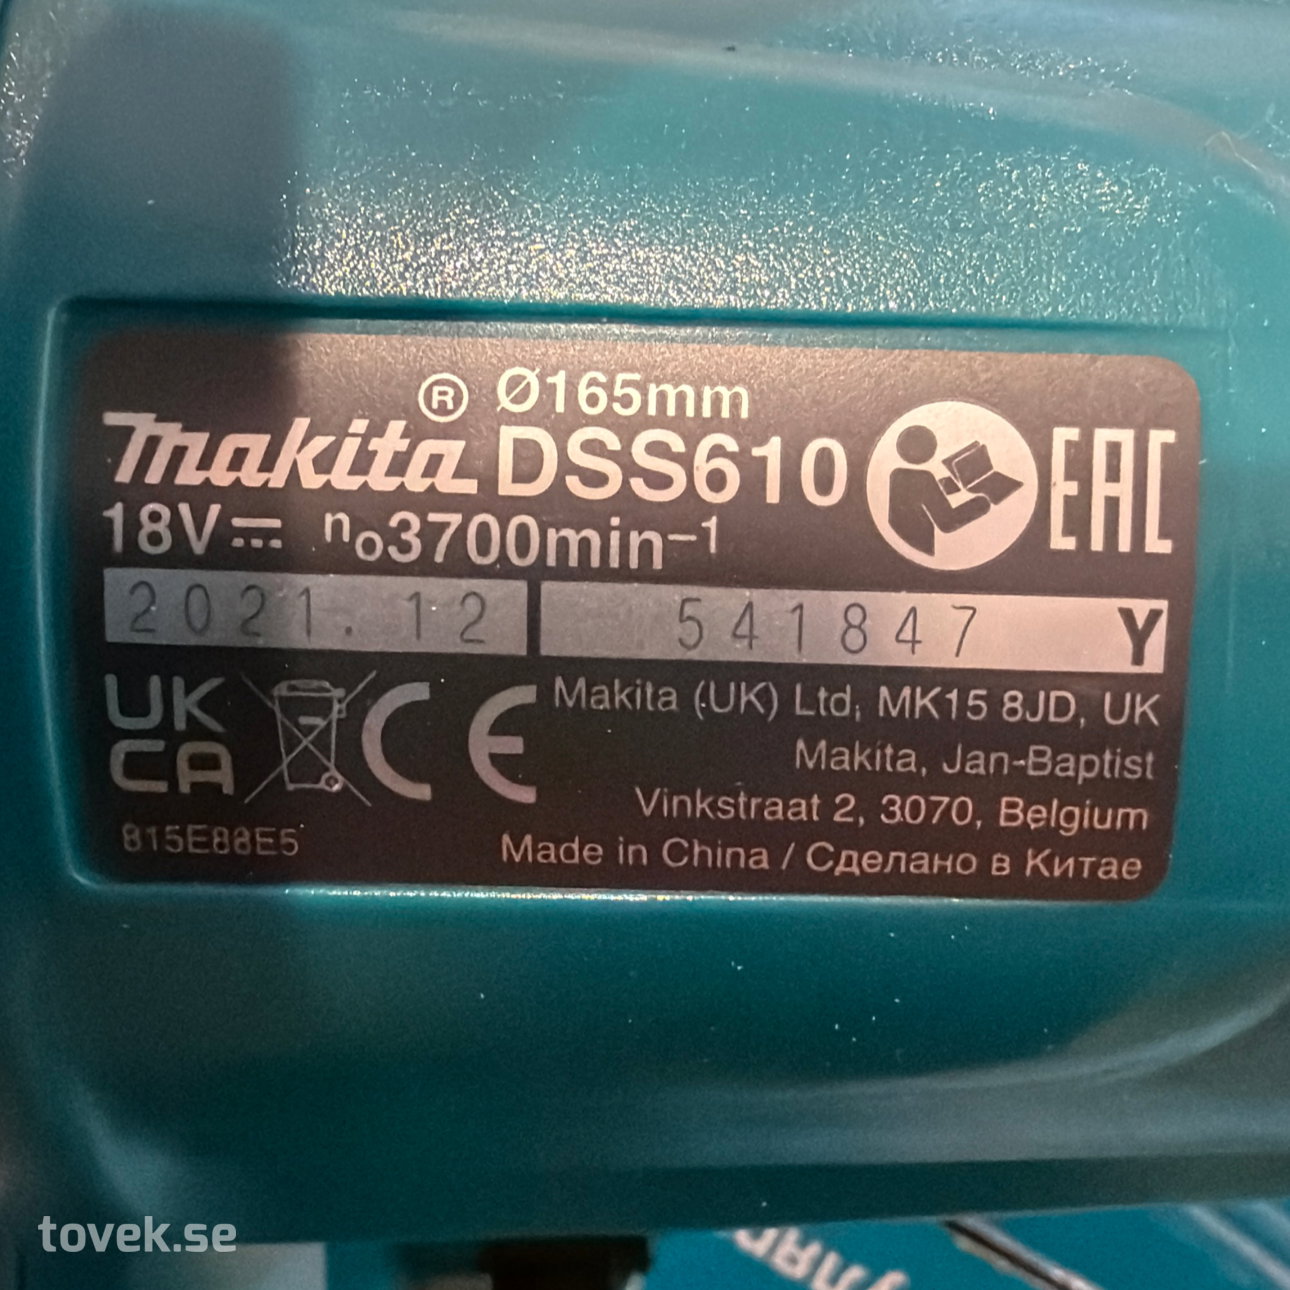 makita® Ø165mm
DSS610
EAC
18V n₀3700min⁻¹
2021. 12 541847 Y
UK
CA
CE
Makita (UK) Ltd, MK15 8JD, UK
Makita, Jan-Baptist
Vinkstraat 2, 3070, Belgium
815E88E5
Made in China / Сделано в Китае
tovek.se